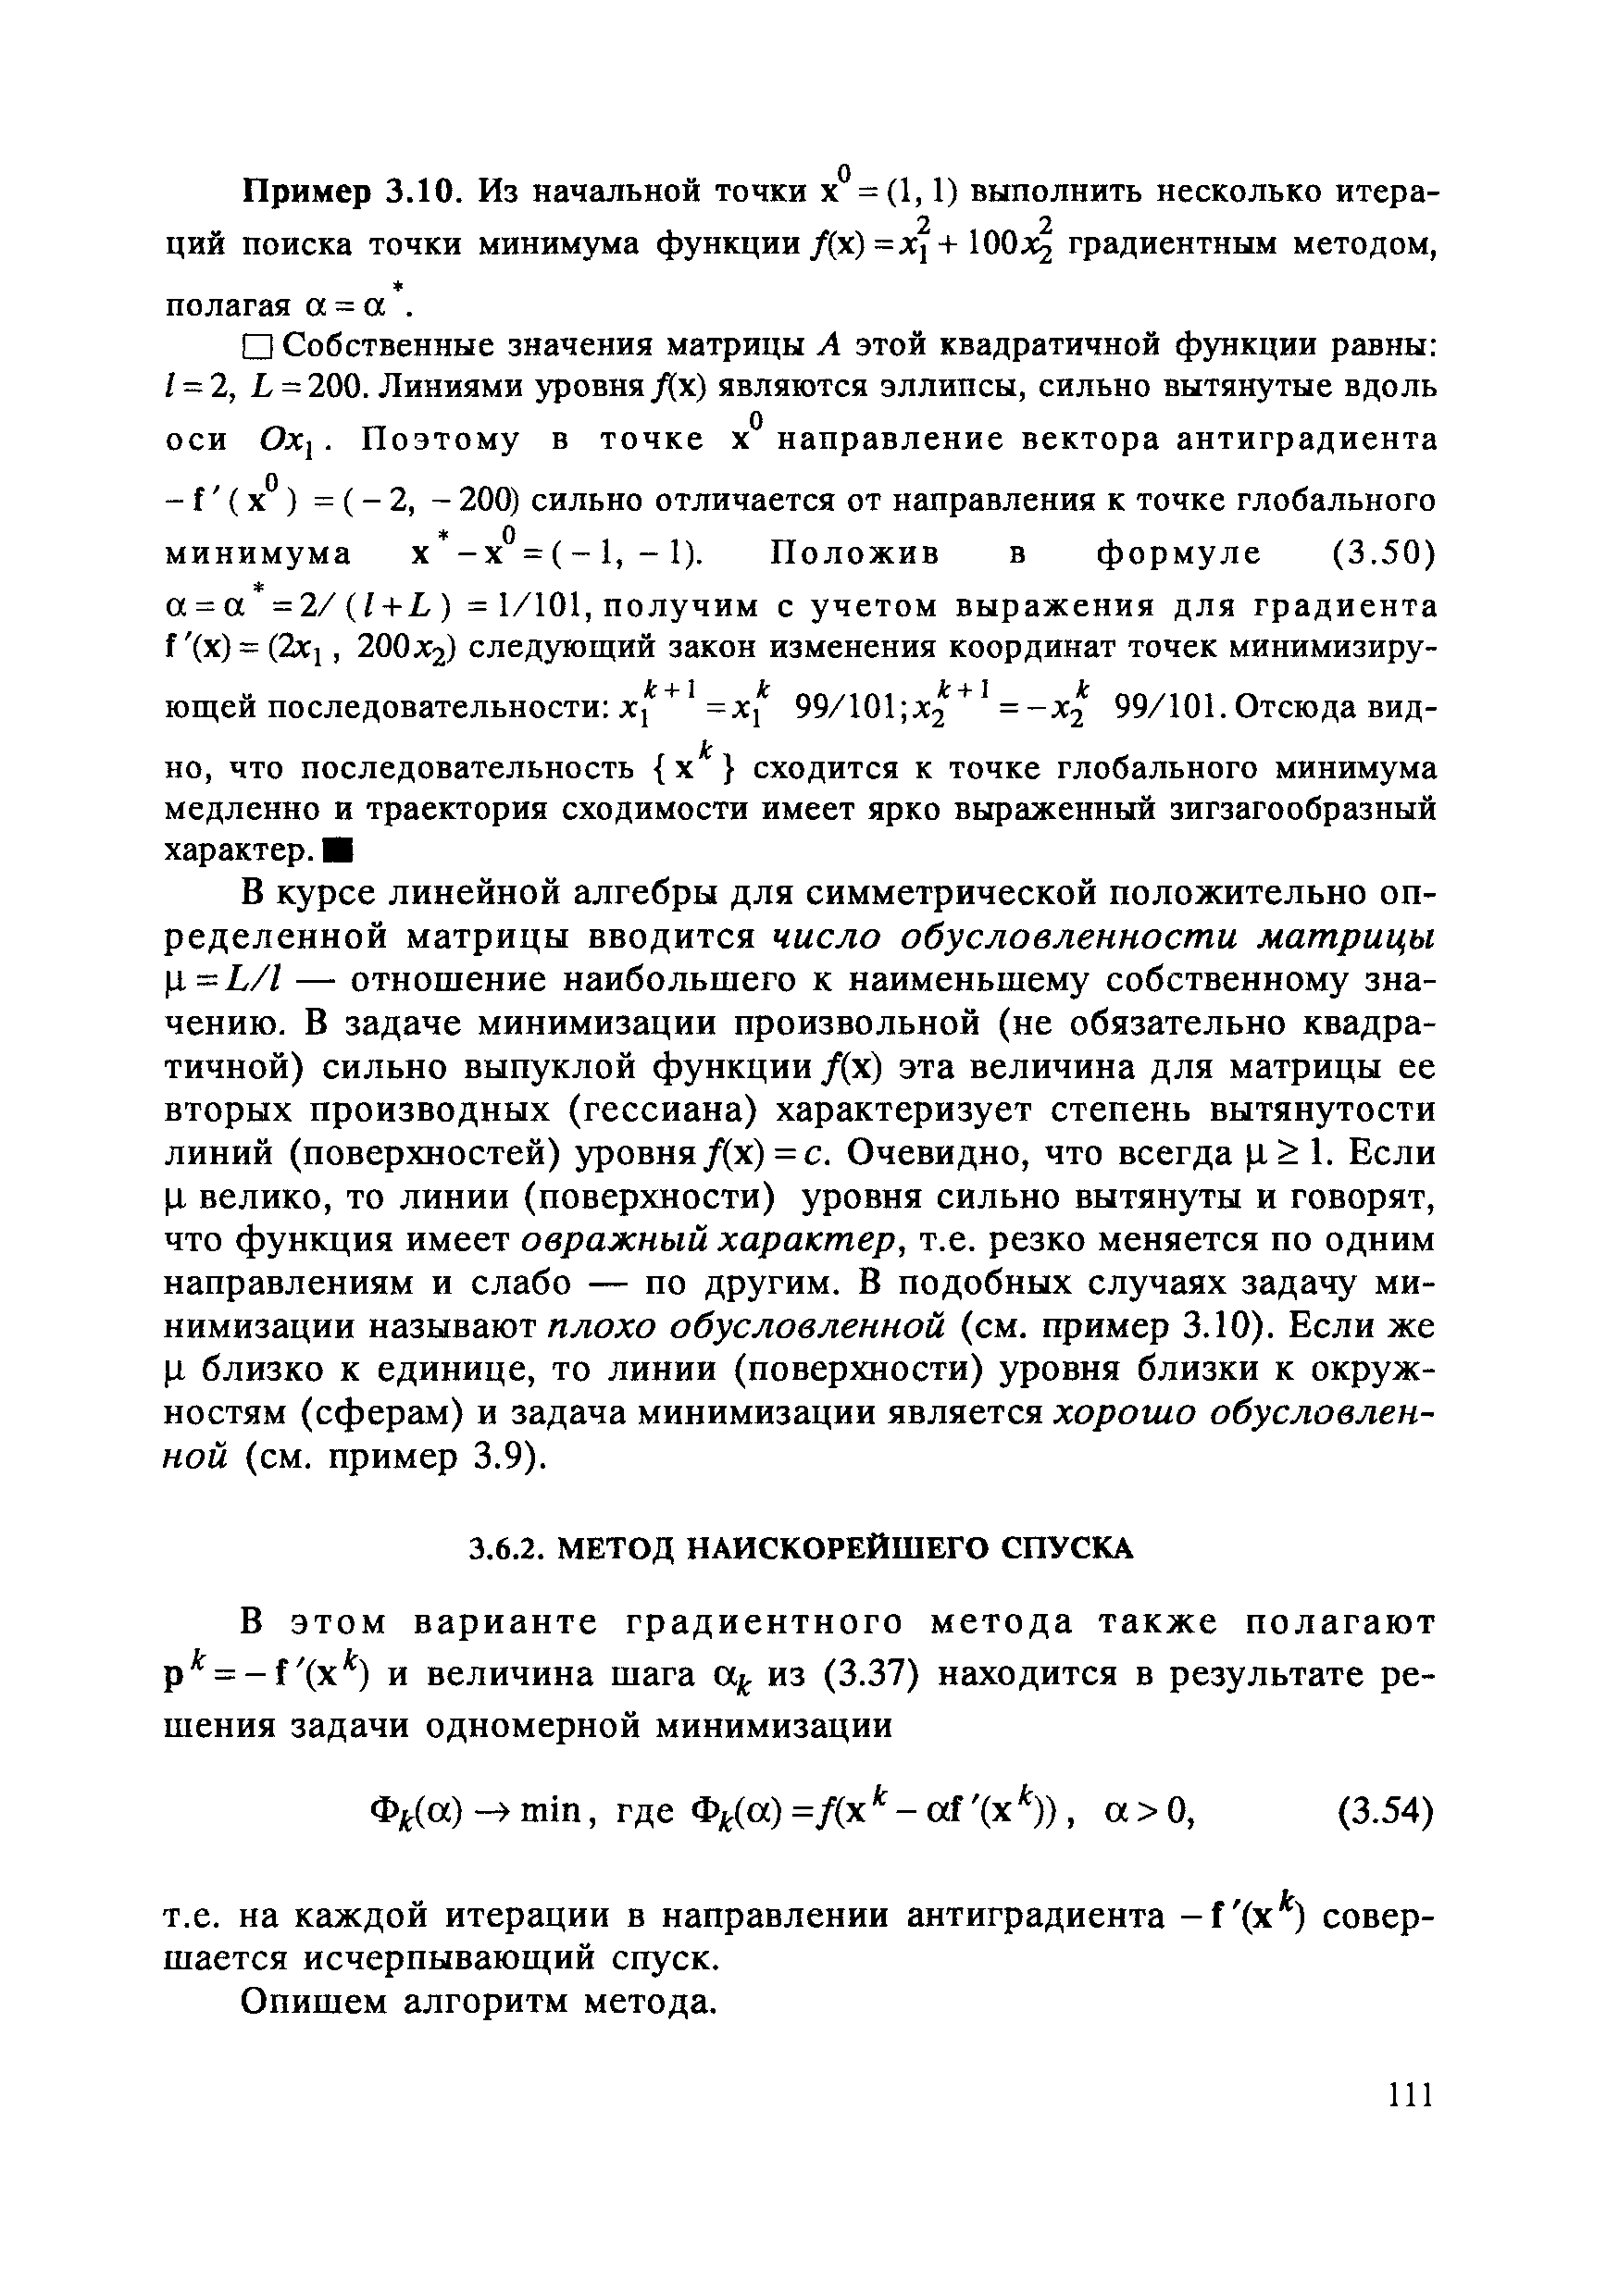 Пример 3.10. Из начальной точки x⁰ = (1, 1) выполнить несколько итера-
ций поиска точки минимума функции f(x) = x₁² + 100x₂² градиентным методом,
полагая α = α*.
□ Собственные значения матрицы A этой квадратичной функции равны:
l = 2, L = 200. Линиями уровня f(x) являются эллипсы, сильно вытянутые вдоль
оси Ox₁. Поэтому в точке x⁰ направление вектора антиградиента
– f′(x⁰) = (– 2, – 200) сильно отличается от направления к точке глобального
минимума x* – x⁰ = (– 1, – 1). Положив в формуле (3.50)
α = α* = 2/(l + L) = 1/101, получим с учетом выражения для градиента
f′(x) = (2x₁, 200x₂) следующий закон изменения координат точек минимизиру-
ющей последовательности: x₁ᵏ⁺¹ = x₁ᵏ 99/101; x₂ᵏ⁺¹ = – x₂ᵏ 99/101. Отсюда вид-
но, что последовательность {xᵏ} сходится к точке глобального минимума
медленно и траектория сходимости имеет ярко выраженный зигзагообразный
характер. ■
В курсе линейной алгебры для симметрической положительно оп-
ределенной матрицы вводится число обусловленности матрицы
μ = L/l — отношение наибольшего к наименьшему собственному зна-
чению. В задаче минимизации произвольной (не обязательно квадра-
тичной) сильно выпуклой функции f(x) эта величина для матрицы ее
вторых производных (гессиана) характеризует степень вытянутости
линий (поверхностей) уровня f(x) = c. Очевидно, что всегда μ ≥ 1. Если
μ велико, то линии (поверхности) уровня сильно вытянуты и говорят,
что функция имеет овражный характер, т.е. резко меняется по одним
направлениям и слабо — по другим. В подобных случаях задачу ми-
нимизации называют плохо обусловленной (см. пример 3.10). Если же
μ близко к единице, то линии (поверхности) уровня близки к окруж-
ностям (сферам) и задача минимизации является хорошо обусловлен-
ной (см. пример 3.9).
3.6.2. МЕТОД НАИСКОРЕЙШЕГО СПУСКА
В этом варианте градиентного метода также полагают
pᵏ = – f′(xᵏ) и величина шага αₖ из (3.37) находится в результате ре-
шения задачи одномерной минимизации
Φₖ(α) → min, где Φₖ(α) = f(xᵏ – αf′(xᵏ)), α > 0, (3.54)
т.е. на каждой итерации в направлении антиградиента – f′(xᵏ) совер-
шается исчерпывающий спуск.
Опишем алгоритм метода.
111